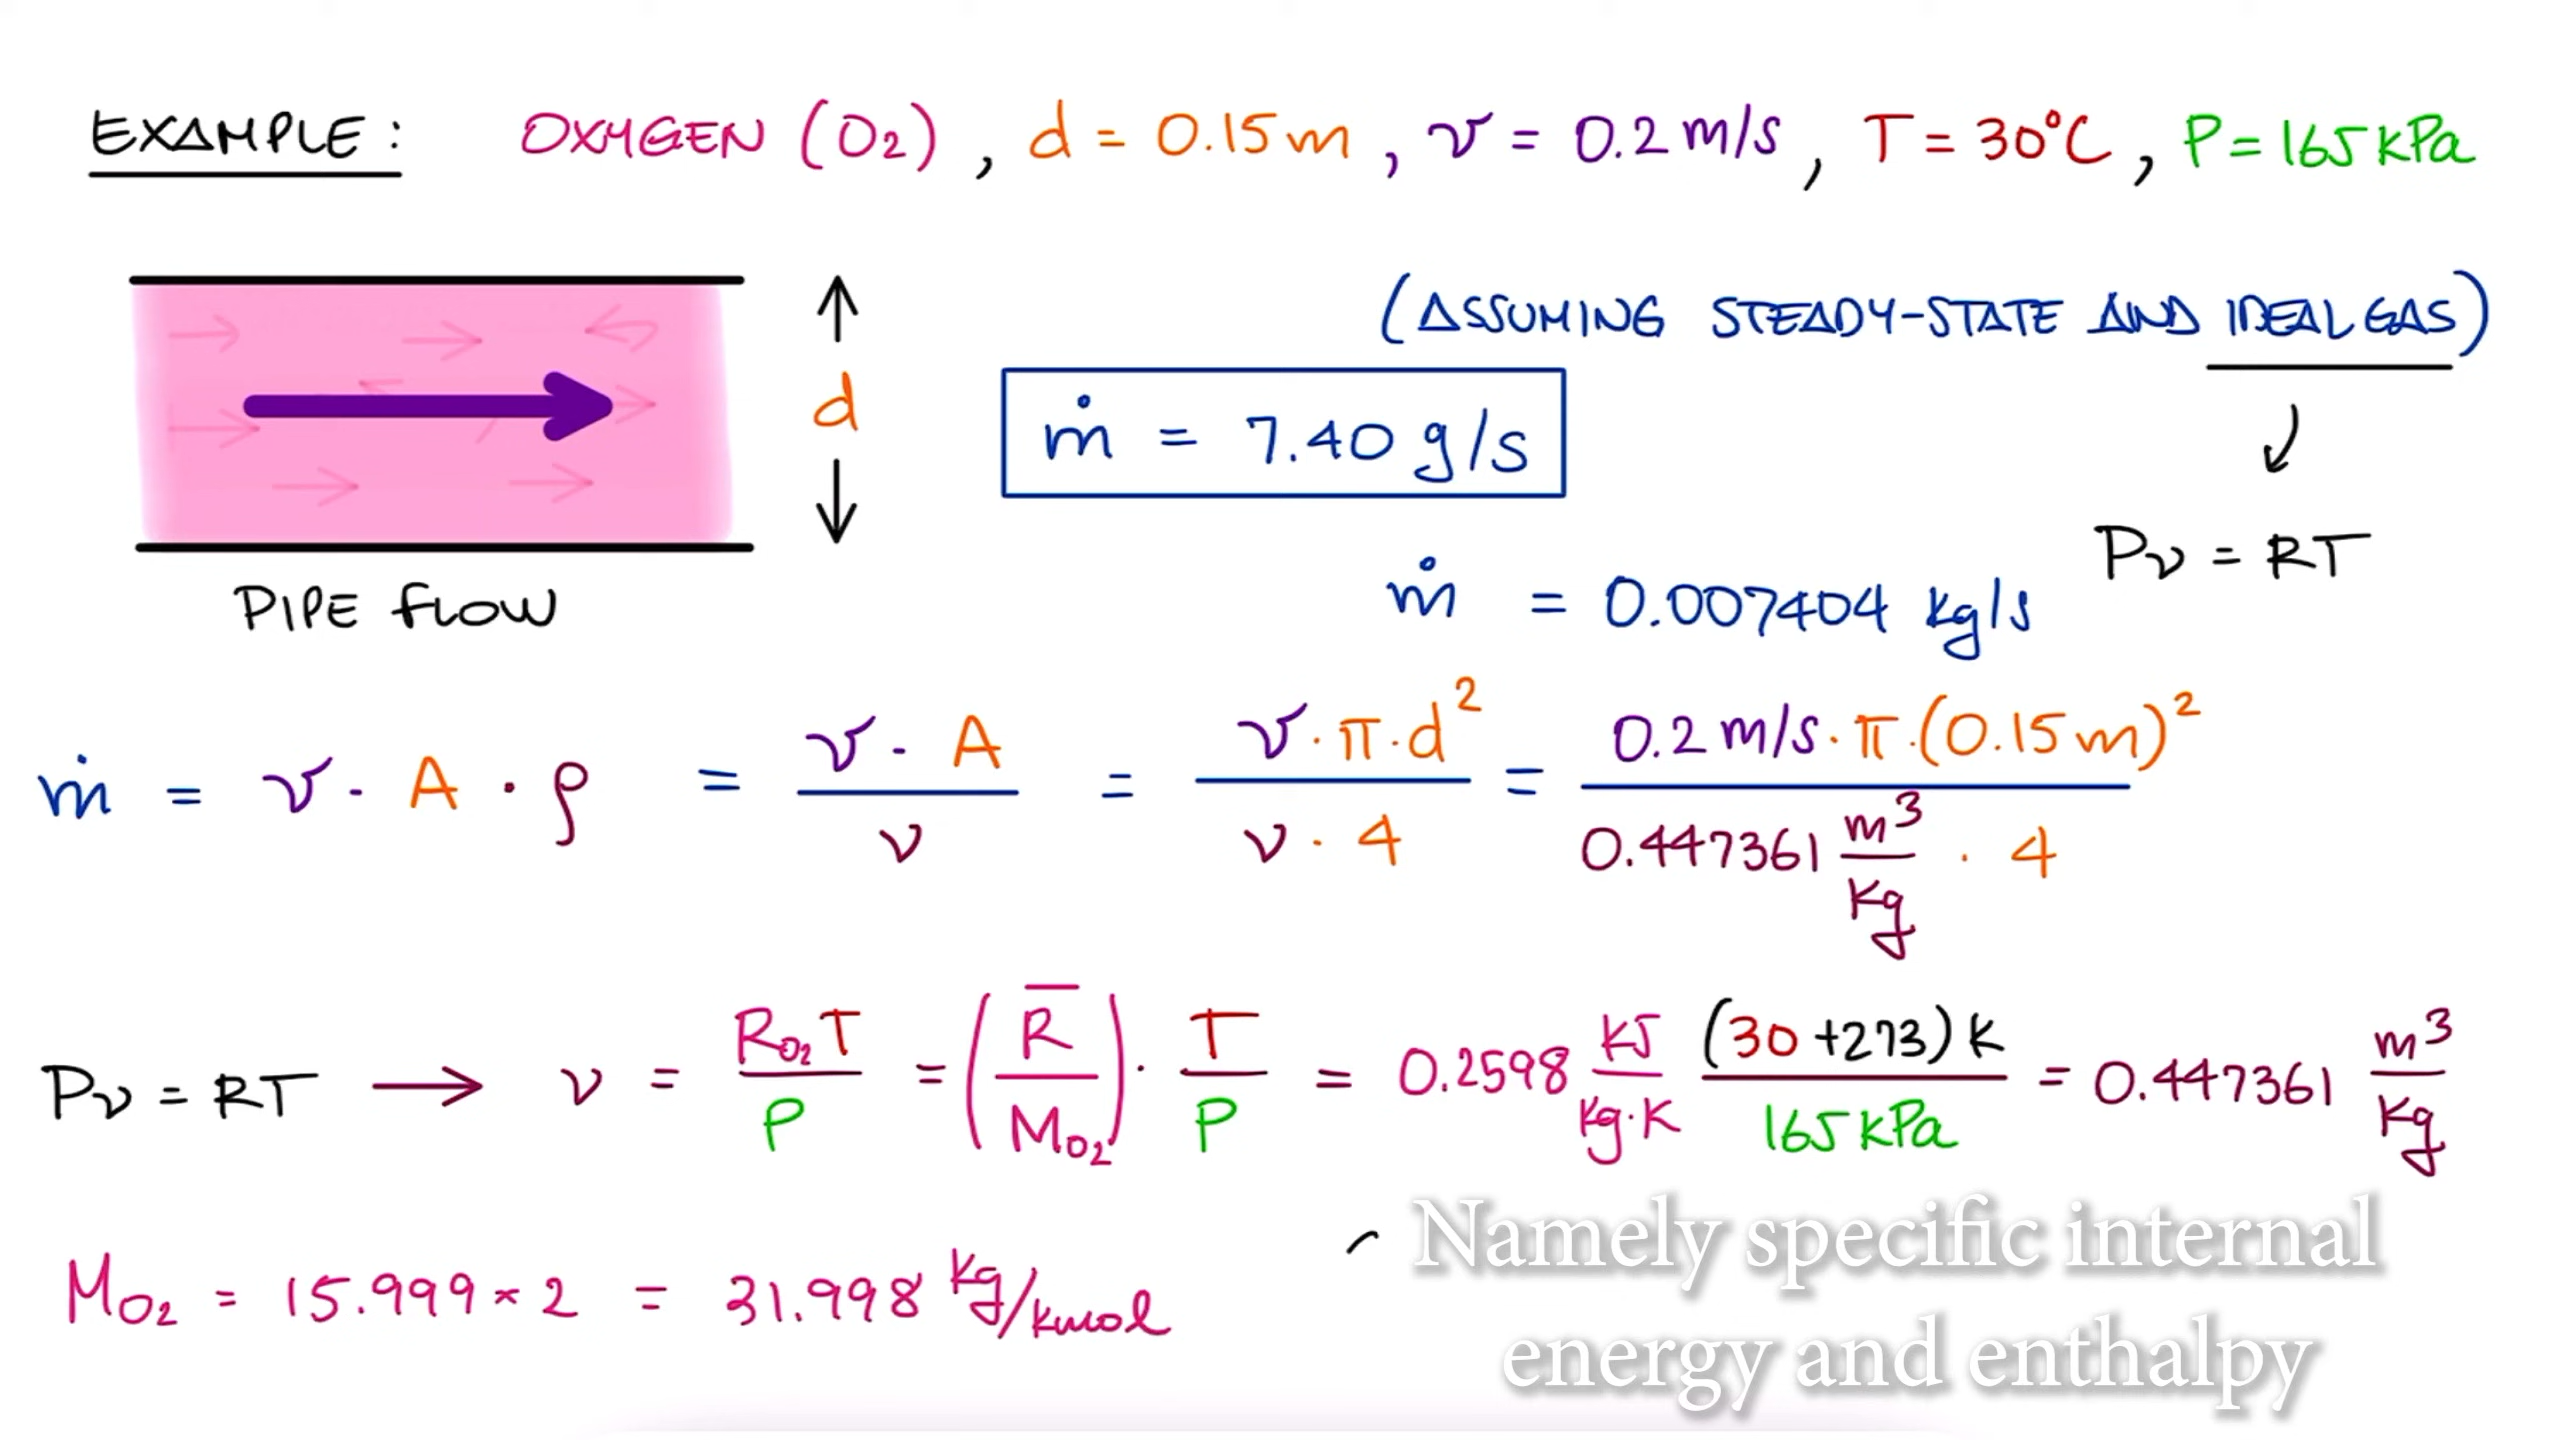 EXAMPLE: OXYGEN (O₂), d = 0.15 m, v = 0.2 m/s, T = 30°C, P = 165 kPa
(ASSUMING STEADY-STATE AND IDEAL GAS)
d
ṁ = 7.40 g/s
Pν = RT
PIPE FLOW
ṁ = 0.007404 kg/s
ṁ = v · A · ρ = (v · A)/ν = (v · π · d²)/(ν · 4) = (0.2 m/s · π · (0.15 m)²)/(0.447361 m³/kg · 4)
Pν = RT → ν = (R_O₂ T)/P = (R̅/M_O₂) · T/P = 0.2598 kJ/kg·K (30 + 273) K/165 kPa = 0.447361 m³/kg
M_O₂ = 15.999 × 2 = 31.998 kg/kmol
Namely specific internal
energy and enthalpy